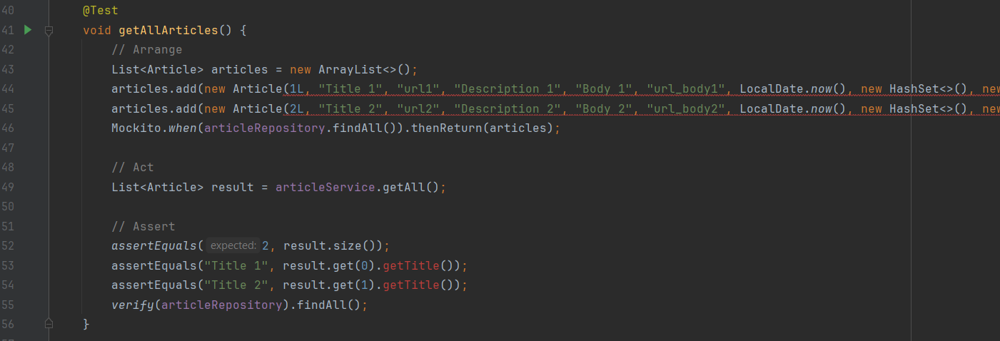 40 @Test
41 void getAllArticles() {
42 // Arrange
43 List<Article> articles = new ArrayList<>();
44 articles.add(new Article(1L, "Title 1", "url1", "Description 1", "Body 1", "url_body1", LocalDate.now(), new HashSet<>(), new
45 articles.add(new Article(2L, "Title 2", "url2", "Description 2", "Body 2", "url_body2", LocalDate.now(), new HashSet<>(), new
46 Mockito.when(articleRepository.findAll()).thenReturn(articles);
47
48 // Act
49 List<Article> result = articleService.getAll();
50
51 // Assert
52 assertEquals( expected: 2, result.size());
53 assertEquals("Title 1", result.get(0).getTitle());
54 assertEquals("Title 2", result.get(1).getTitle());
55 verify(articleRepository).findAll();
56 }